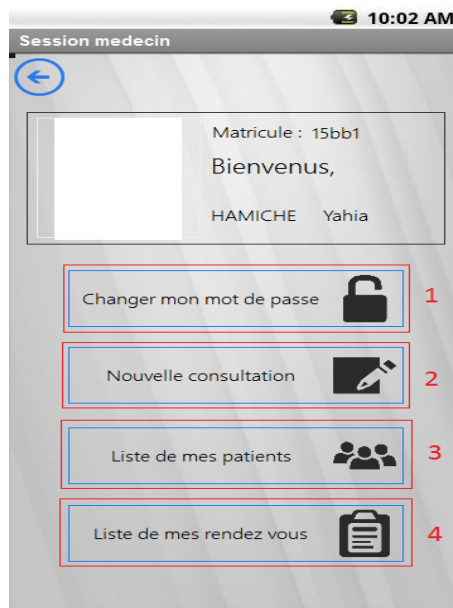 10:02 AM
Session medecin
Matricule : 15bb1
Bienvenus,
HAMICHE Yahia
Changer mon mot de passe 1
Nouvelle consultation 2
Liste de mes patients 3
Liste de mes rendez vous 4